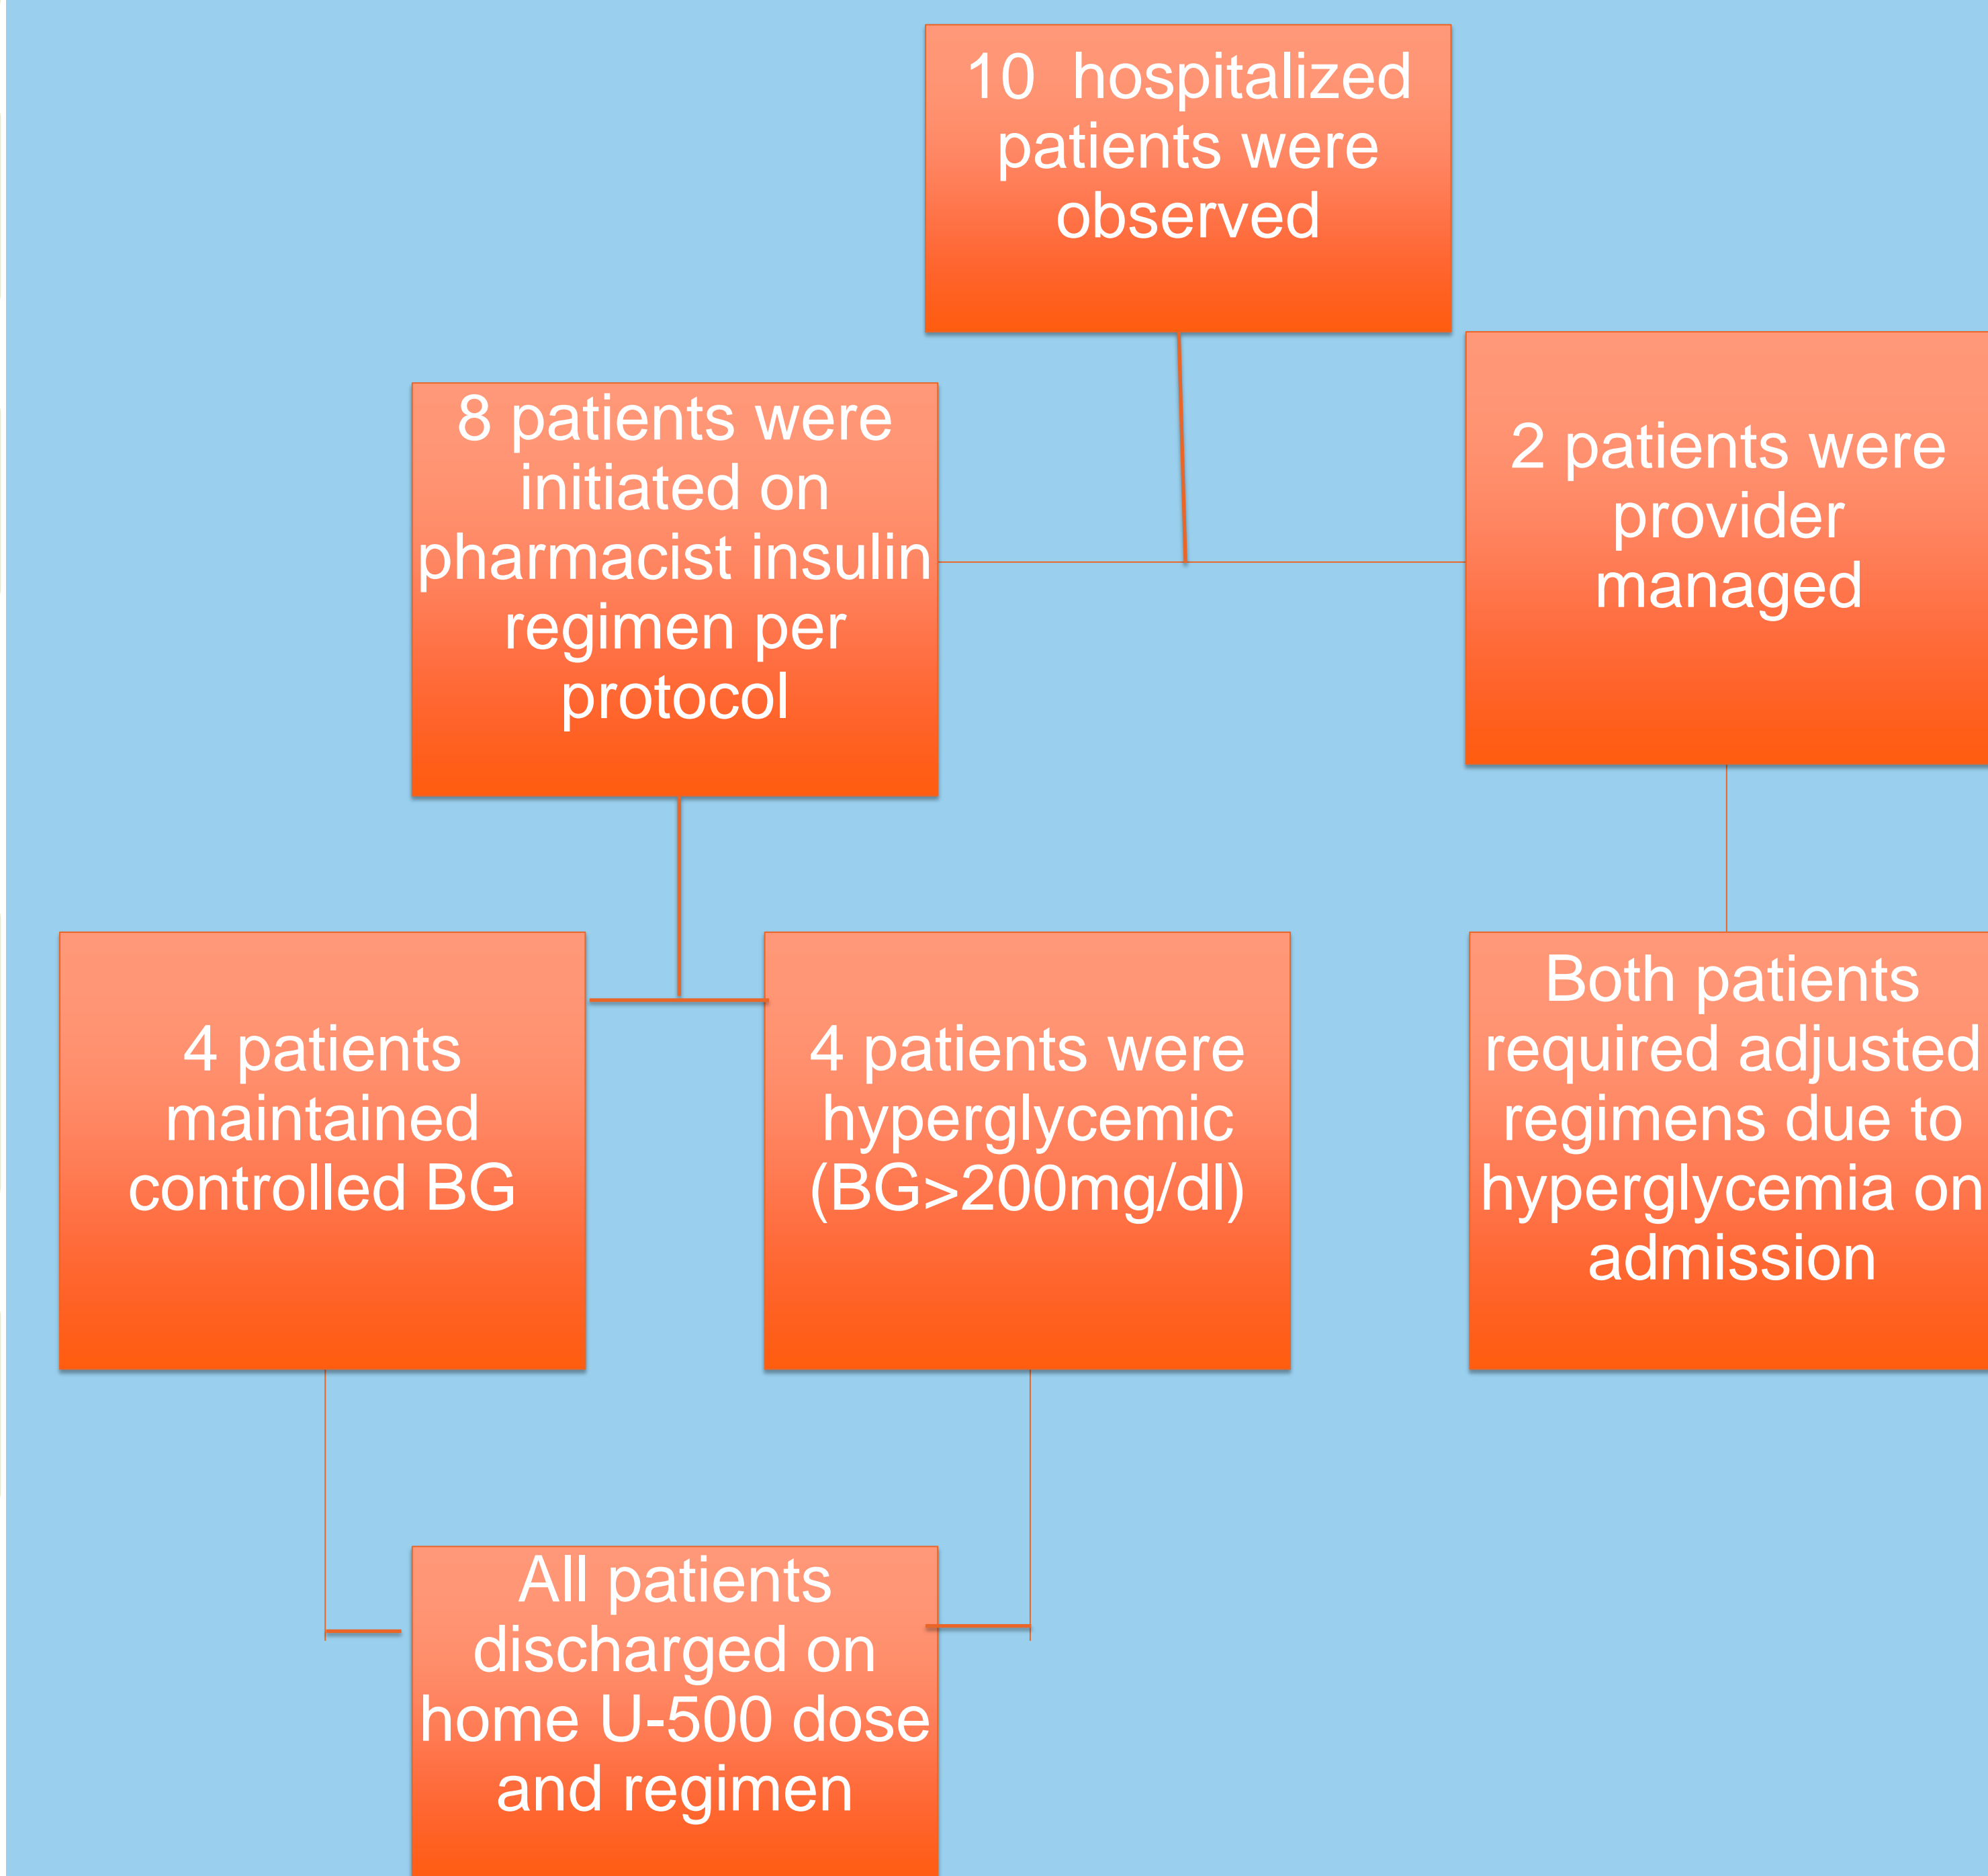 10 hospitalized
patients were
observed
8 patients were
initiated on
pharmacist insulin
regimen per
protocol
2 patients were
provider
managed
4 patients
maintained
controlled BG
4 patients were
hyperglycemic
(BG>200mg/dl)
Both patients
required adjusted
regimens due to
hyperglycemia on
admission
All patients
discharged on
home U-500 dose
and regimen